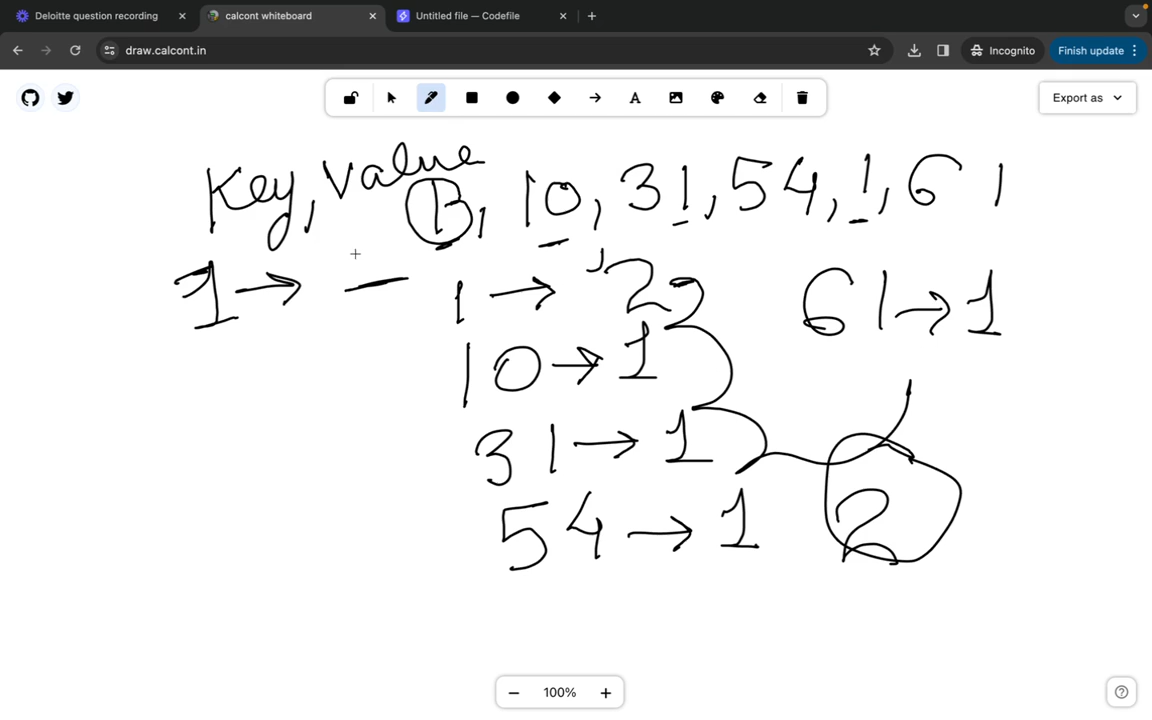 Deloitte question recording
calcont whiteboard
Untitled file — Codefile
draw.calcont.in
Incognito
Finish update
A
Export as
Key, Value
10, 31, 54, 1, 61
1 →
1 → 2
61 → 1
10 → 1
31 → 1
54 → 1
2
100%